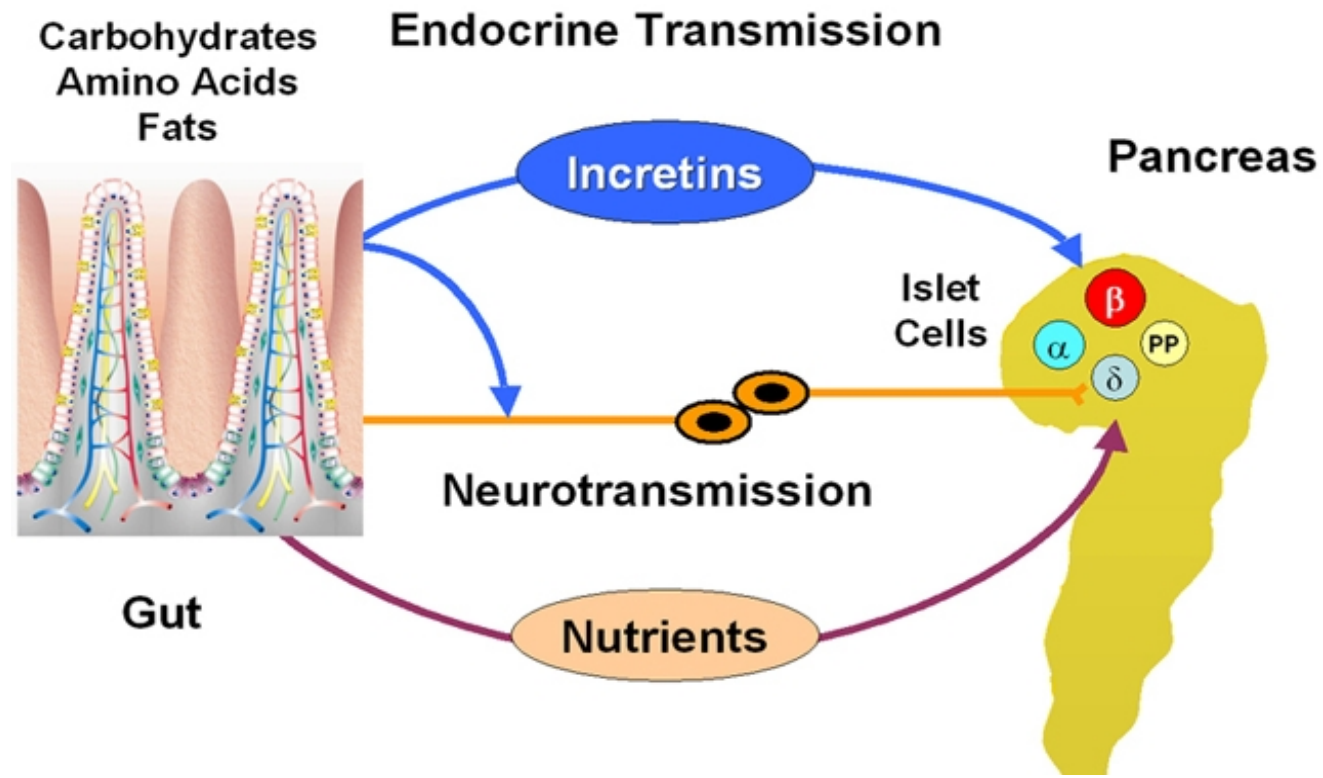 Carbohydrates
Amino Acids
Fats
Endocrine Transmission
Incretins
Pancreas
Islet
Cells
β
α
PP
δ
Neurotransmission
Gut
Nutrients